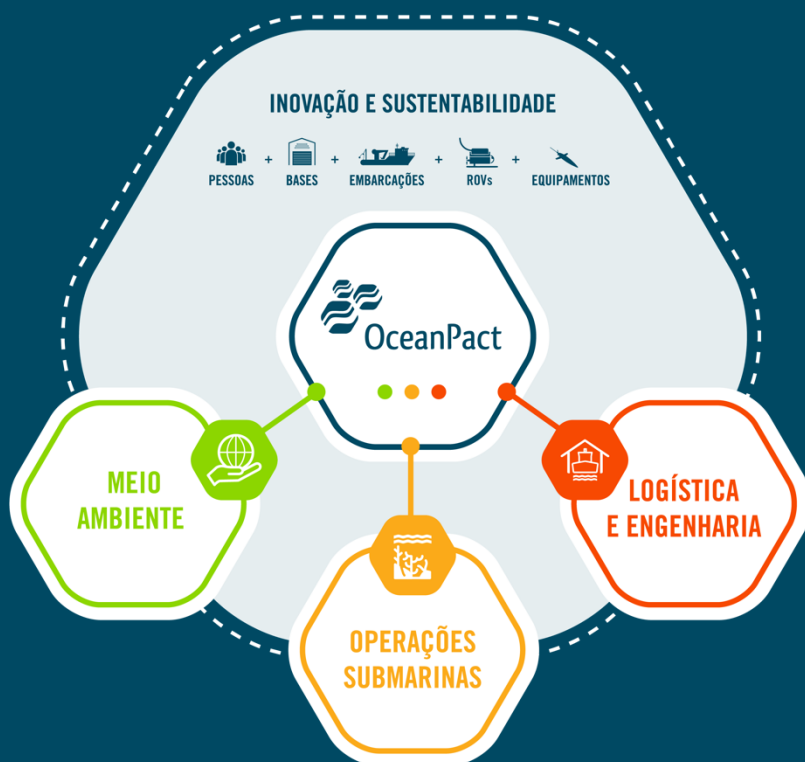 INOVAÇÃO E SUSTENTABILIDADE
PESSOAS + BASES + EMBARCAÇÕES + ROVs + EQUIPAMENTOS
OceanPact
MEIO
AMBIENTE
LOGÍSTICA
E ENGENHARIA
OPERAÇÕES
SUBMARINAS